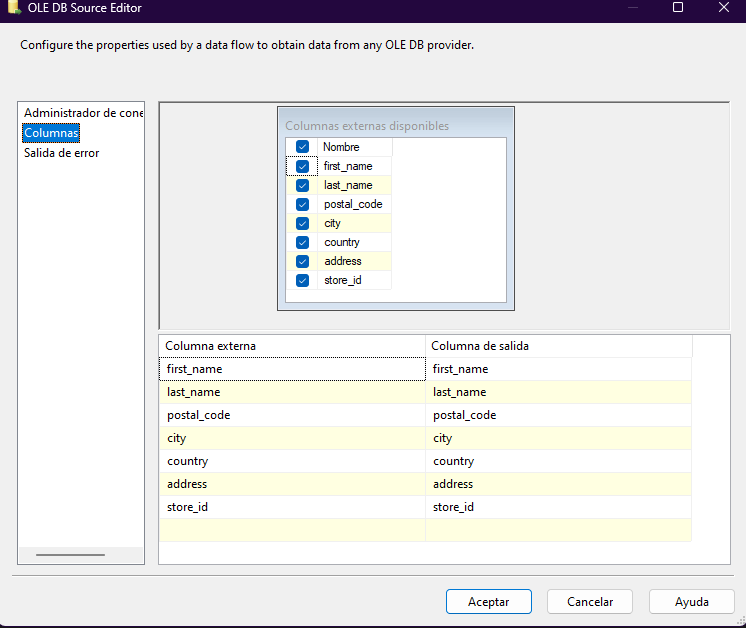 OLE DB Source Editor
Configure the properties used by a data flow to obtain data from any OLE DB provider.
Administrador de cone
Columnas
Salida de error
Columnas externas disponibles
Nombre
first_name
last_name
postal_code
city
country
address
store_id
Columna externa Columna de salida
first_name first_name
last_name last_name
postal_code postal_code
city city
country country
address address
store_id store_id
Aceptar Cancelar Ayuda